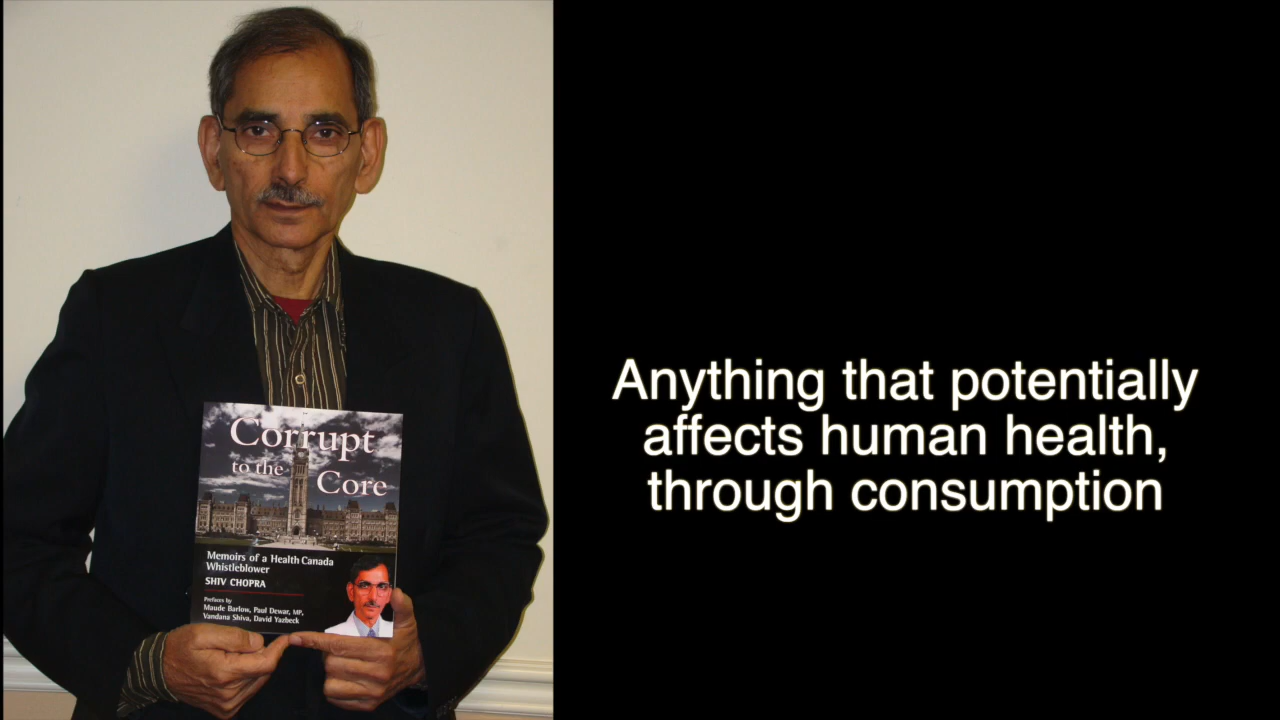 Corrupt
to the
Core
Memoirs of a Health Canada
Whistleblower
SHIV CHOPRA
Prefaces by
Maude Barlow, Paul Dewar, MP,
Vandana Shiva, David Yazbeck
Anything that potentially
affects human health,
through consumption